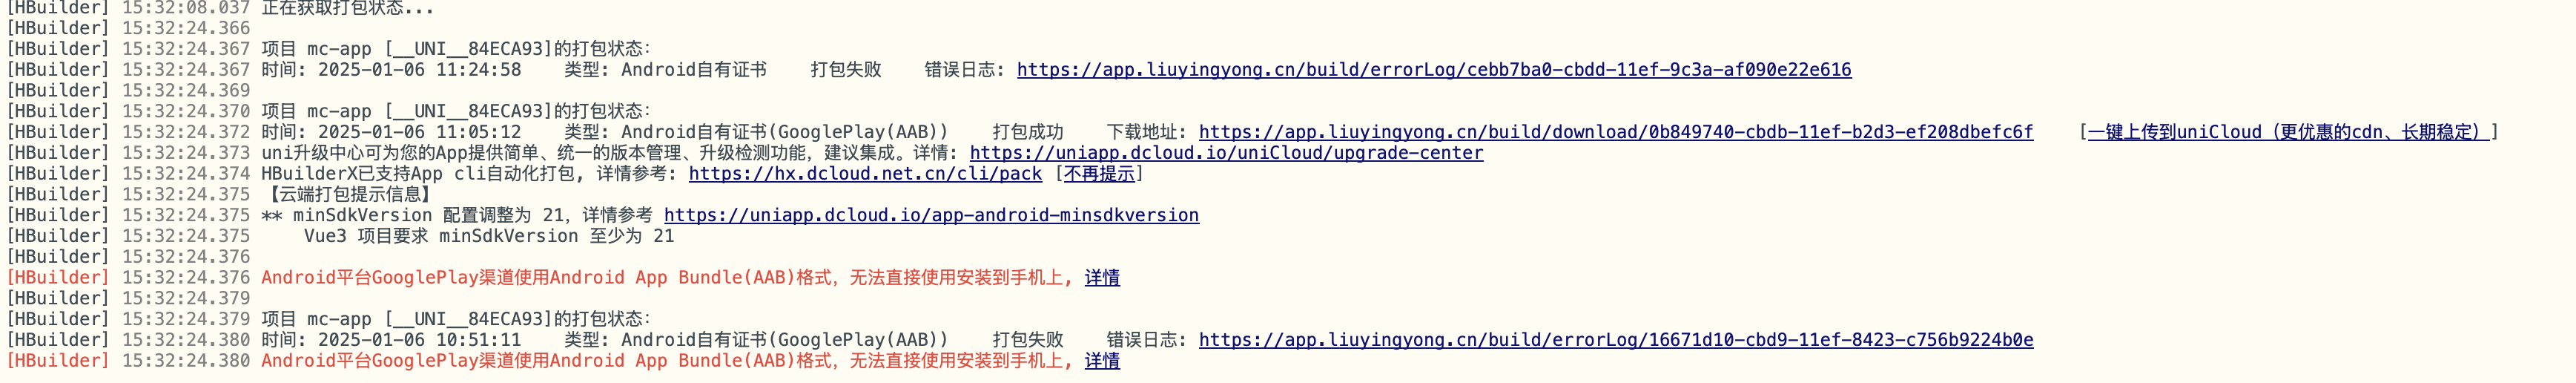 [HBuilder] 15:32:08.037 正在获取打包状态...
[HBuilder] 15:32:24.366
[HBuilder] 15:32:24.367 项目 mc-app [__UNI__84ECA93]的打包状态:
[HBuilder] 15:32:24.367 时间: 2025-01-06 11:24:58    类型: Android自有证书    打包失败    错误日志: https://app.liuyingyong.cn/build/errorLog/cebb7ba0-cbdd-11ef-9c3a-af090e22e616
[HBuilder] 15:32:24.369
[HBuilder] 15:32:24.370 项目 mc-app [__UNI__84ECA93]的打包状态:
[HBuilder] 15:32:24.372 时间: 2025-01-06 11:05:12    类型: Android自有证书(GooglePlay(AAB))    打包成功    下载地址: https://app.liuyingyong.cn/build/download/0b849740-cbdb-11ef-b2d3-ef208dbefc6f    [一键上传到uniCloud（更优惠的cdn、长期稳定）]
[HBuilder] 15:32:24.373 uni升级中心可为您的App提供简单、统一的版本管理、升级检测功能，建议集成。详情: https://uniapp.dcloud.io/uniCloud/upgrade-center
[HBuilder] 15:32:24.374 HBuilderX已支持App cli自动化打包, 详情参考: https://hx.dcloud.net.cn/cli/pack [不再提示]
[HBuilder] 15:32:24.375 【云端打包提示信息】
[HBuilder] 15:32:24.375 ** minSdkVersion 配置调整为 21，详情参考 https://uniapp.dcloud.io/app-android-minsdkversion
[HBuilder] 15:32:24.375     Vue3 项目要求 minSdkVersion 至少为 21
[HBuilder] 15:32:24.376
[HBuilder] 15:32:24.376 Android平台GooglePlay渠道使用Android App Bundle(AAB)格式，无法直接使用安装到手机上, 详情
[HBuilder] 15:32:24.379
[HBuilder] 15:32:24.379 项目 mc-app [__UNI__84ECA93]的打包状态:
[HBuilder] 15:32:24.380 时间: 2025-01-06 10:51:11    类型: Android自有证书(GooglePlay(AAB))    打包失败    错误日志: https://app.liuyingyong.cn/build/errorLog/16671d10-cbd9-11ef-8423-c756b9224b0e
[HBuilder] 15:32:24.380 Android平台GooglePlay渠道使用Android App Bundle(AAB)格式，无法直接使用安装到手机上, 详情